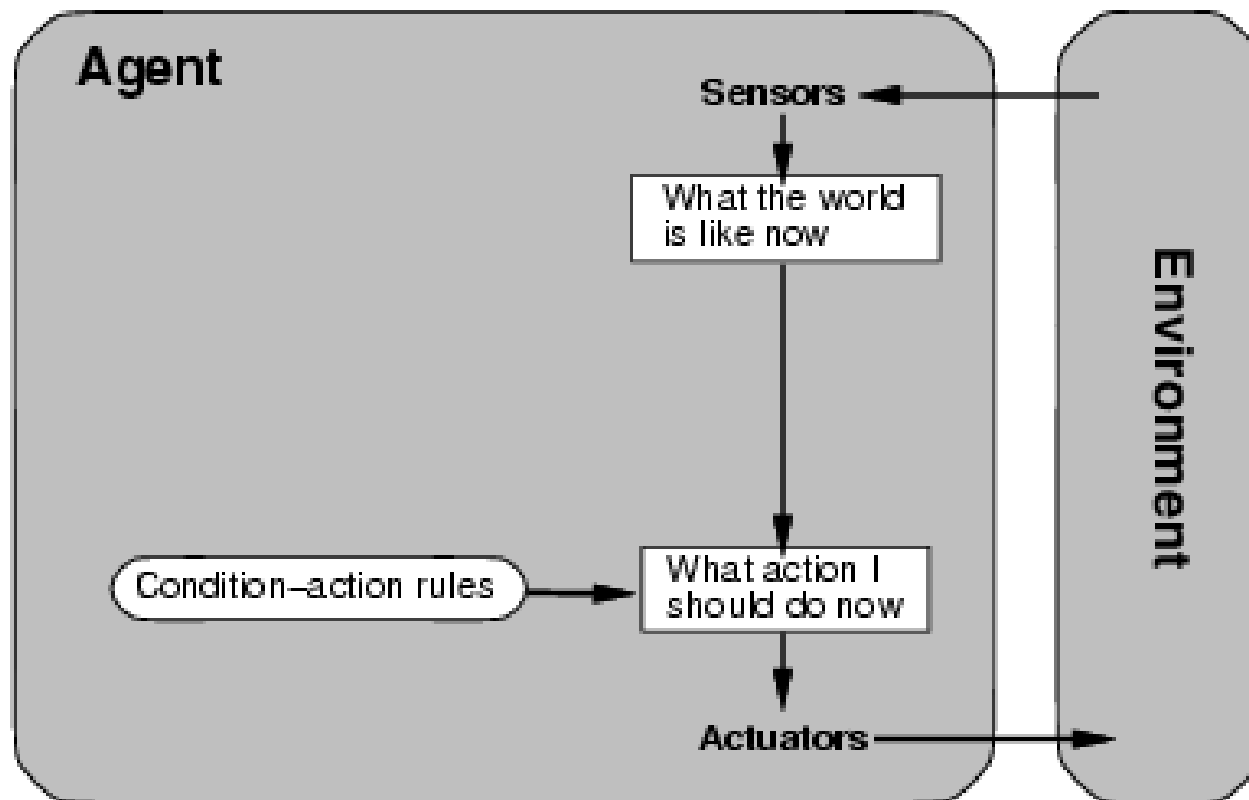 Agent
Sensors
What the world
is like now
Environment
Condition–action rules
What action I
should do now
Actuators